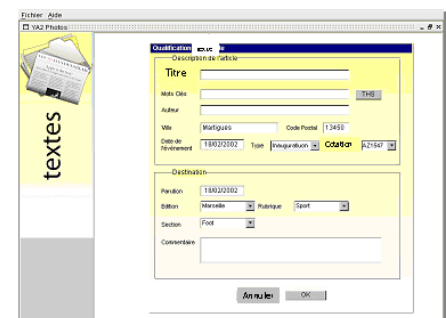 Fichier Aide
YA2 Photos
Qualification
Description de l'article
Titre
Mots Clés
THS
Auteur
Ville Martigues Code Postal 13450
Date de l'événement 18/02/2002 Type Inauguration Cotation AZ1547
textes
Destination
Parution 18/02/2002
Edition Marseille Rubrique Sport
Section Foot
Commentaire
Annuler OK